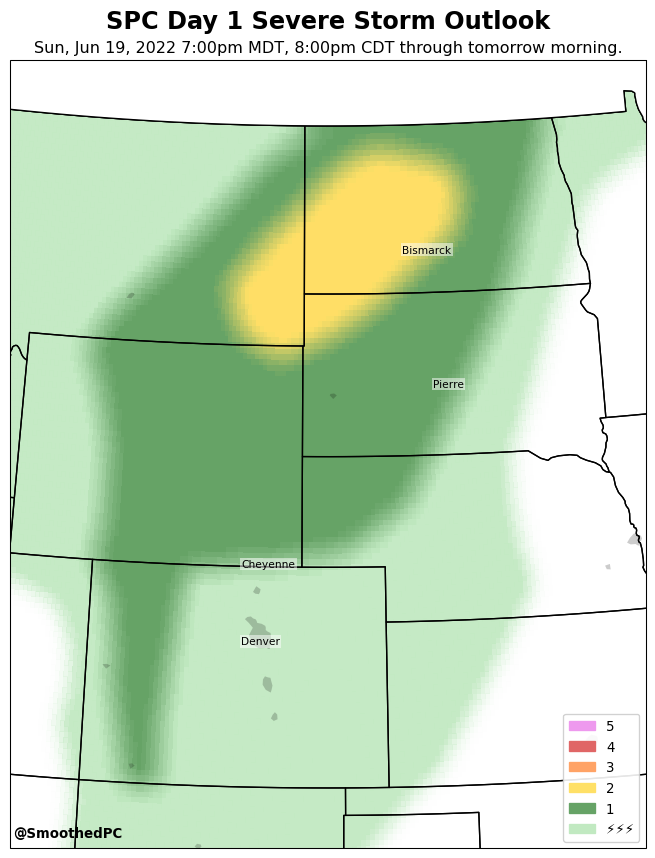 SPC Day 1 Severe Storm Outlook
Sun, Jun 19, 2022 7:00pm MDT, 8:00pm CDT through tomorrow morning.
Bismarck
Pierre
Cheyenne
Denver
5
4
3
2
1
⚡⚡⚡
@SmoothedPC